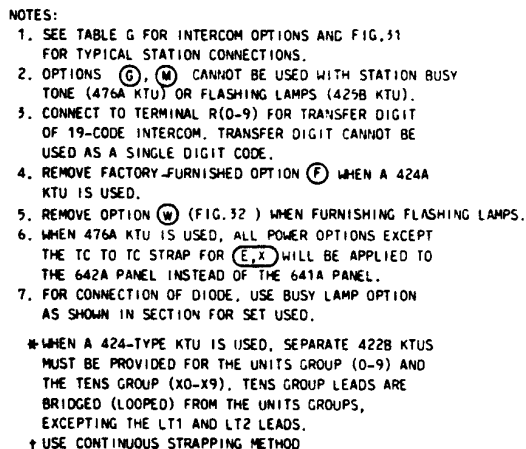 NOTES:
1. SEE TABLE G FOR INTERCOM OPTIONS AND FIG.31
FOR TYPICAL STATION CONNECTIONS.
2. OPTIONS (G), (M) CANNOT BE USED WITH STATION BUSY
TONE (476A KTU) OR FLASHING LAMPS (425B KTU).
3. CONNECT TO TERMINAL R(0-9) FOR TRANSFER DIGIT
OF 19-CODE INTERCOM. TRANSFER DIGIT CANNOT BE
USED AS A SINGLE DIGIT CODE.
4. REMOVE FACTORY-FURNISHED OPTION (F) WHEN A 424A
KTU IS USED.
5. REMOVE OPTION (W) (FIG.32 ) WHEN FURNISHING FLASHING LAMPS.
6. WHEN 476A KTU IS USED, ALL POWER OPTIONS EXCEPT
THE TC TO TC STRAP FOR (E,X) WILL BE APPLIED TO
THE 642A PANEL INSTEAD OF THE 641A PANEL.
7. FOR CONNECTION OF DIODE, USE BUSY LAMP OPTION
AS SHOWN IN SECTION FOR SET USED.
* WHEN A 424-TYPE KTU IS USED, SEPARATE 422B KTUS
MUST BE PROVIDED FOR THE UNITS GROUP (0-9) AND
THE TENS GROUP (X0-X9). TENS GROUP LEADS ARE
BRIDGED (LOOPED) FROM THE UNITS GROUPS,
EXCEPTING THE LT1 AND LT2 LEADS.
† USE CONTINUOUS STRAPPING METHOD